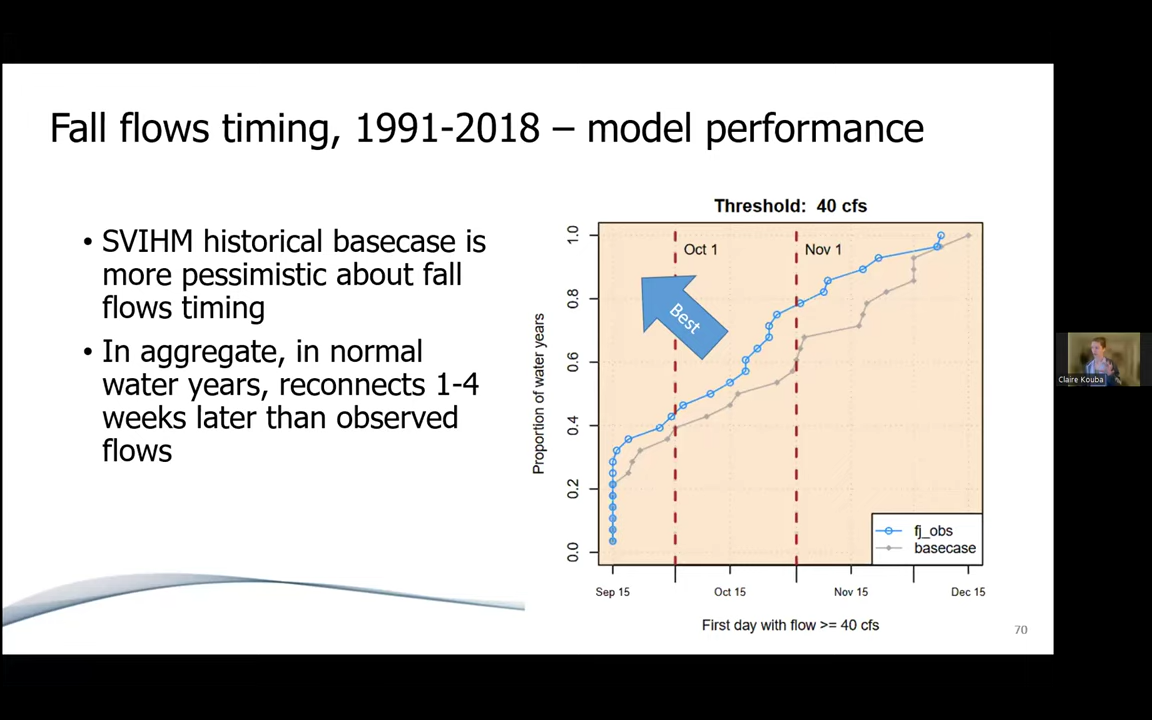 Fall flows timing, 1991-2018 – model performance
• SVIHM historical basecase is
more pessimistic about fall
flows timing
• In aggregate, in normal
water years, reconnects 1-4
weeks later than observed
flows
Threshold: 40 cfs
Proportion of water years
1.0
0.8
0.6
0.4
0.2
0.0
Oct 1
Nov 1
Best
fj_obs
basecase
Sep 15
Oct 15
Nov 15
Dec 15
First day with flow >= 40 cfs
70
Claire Kouba